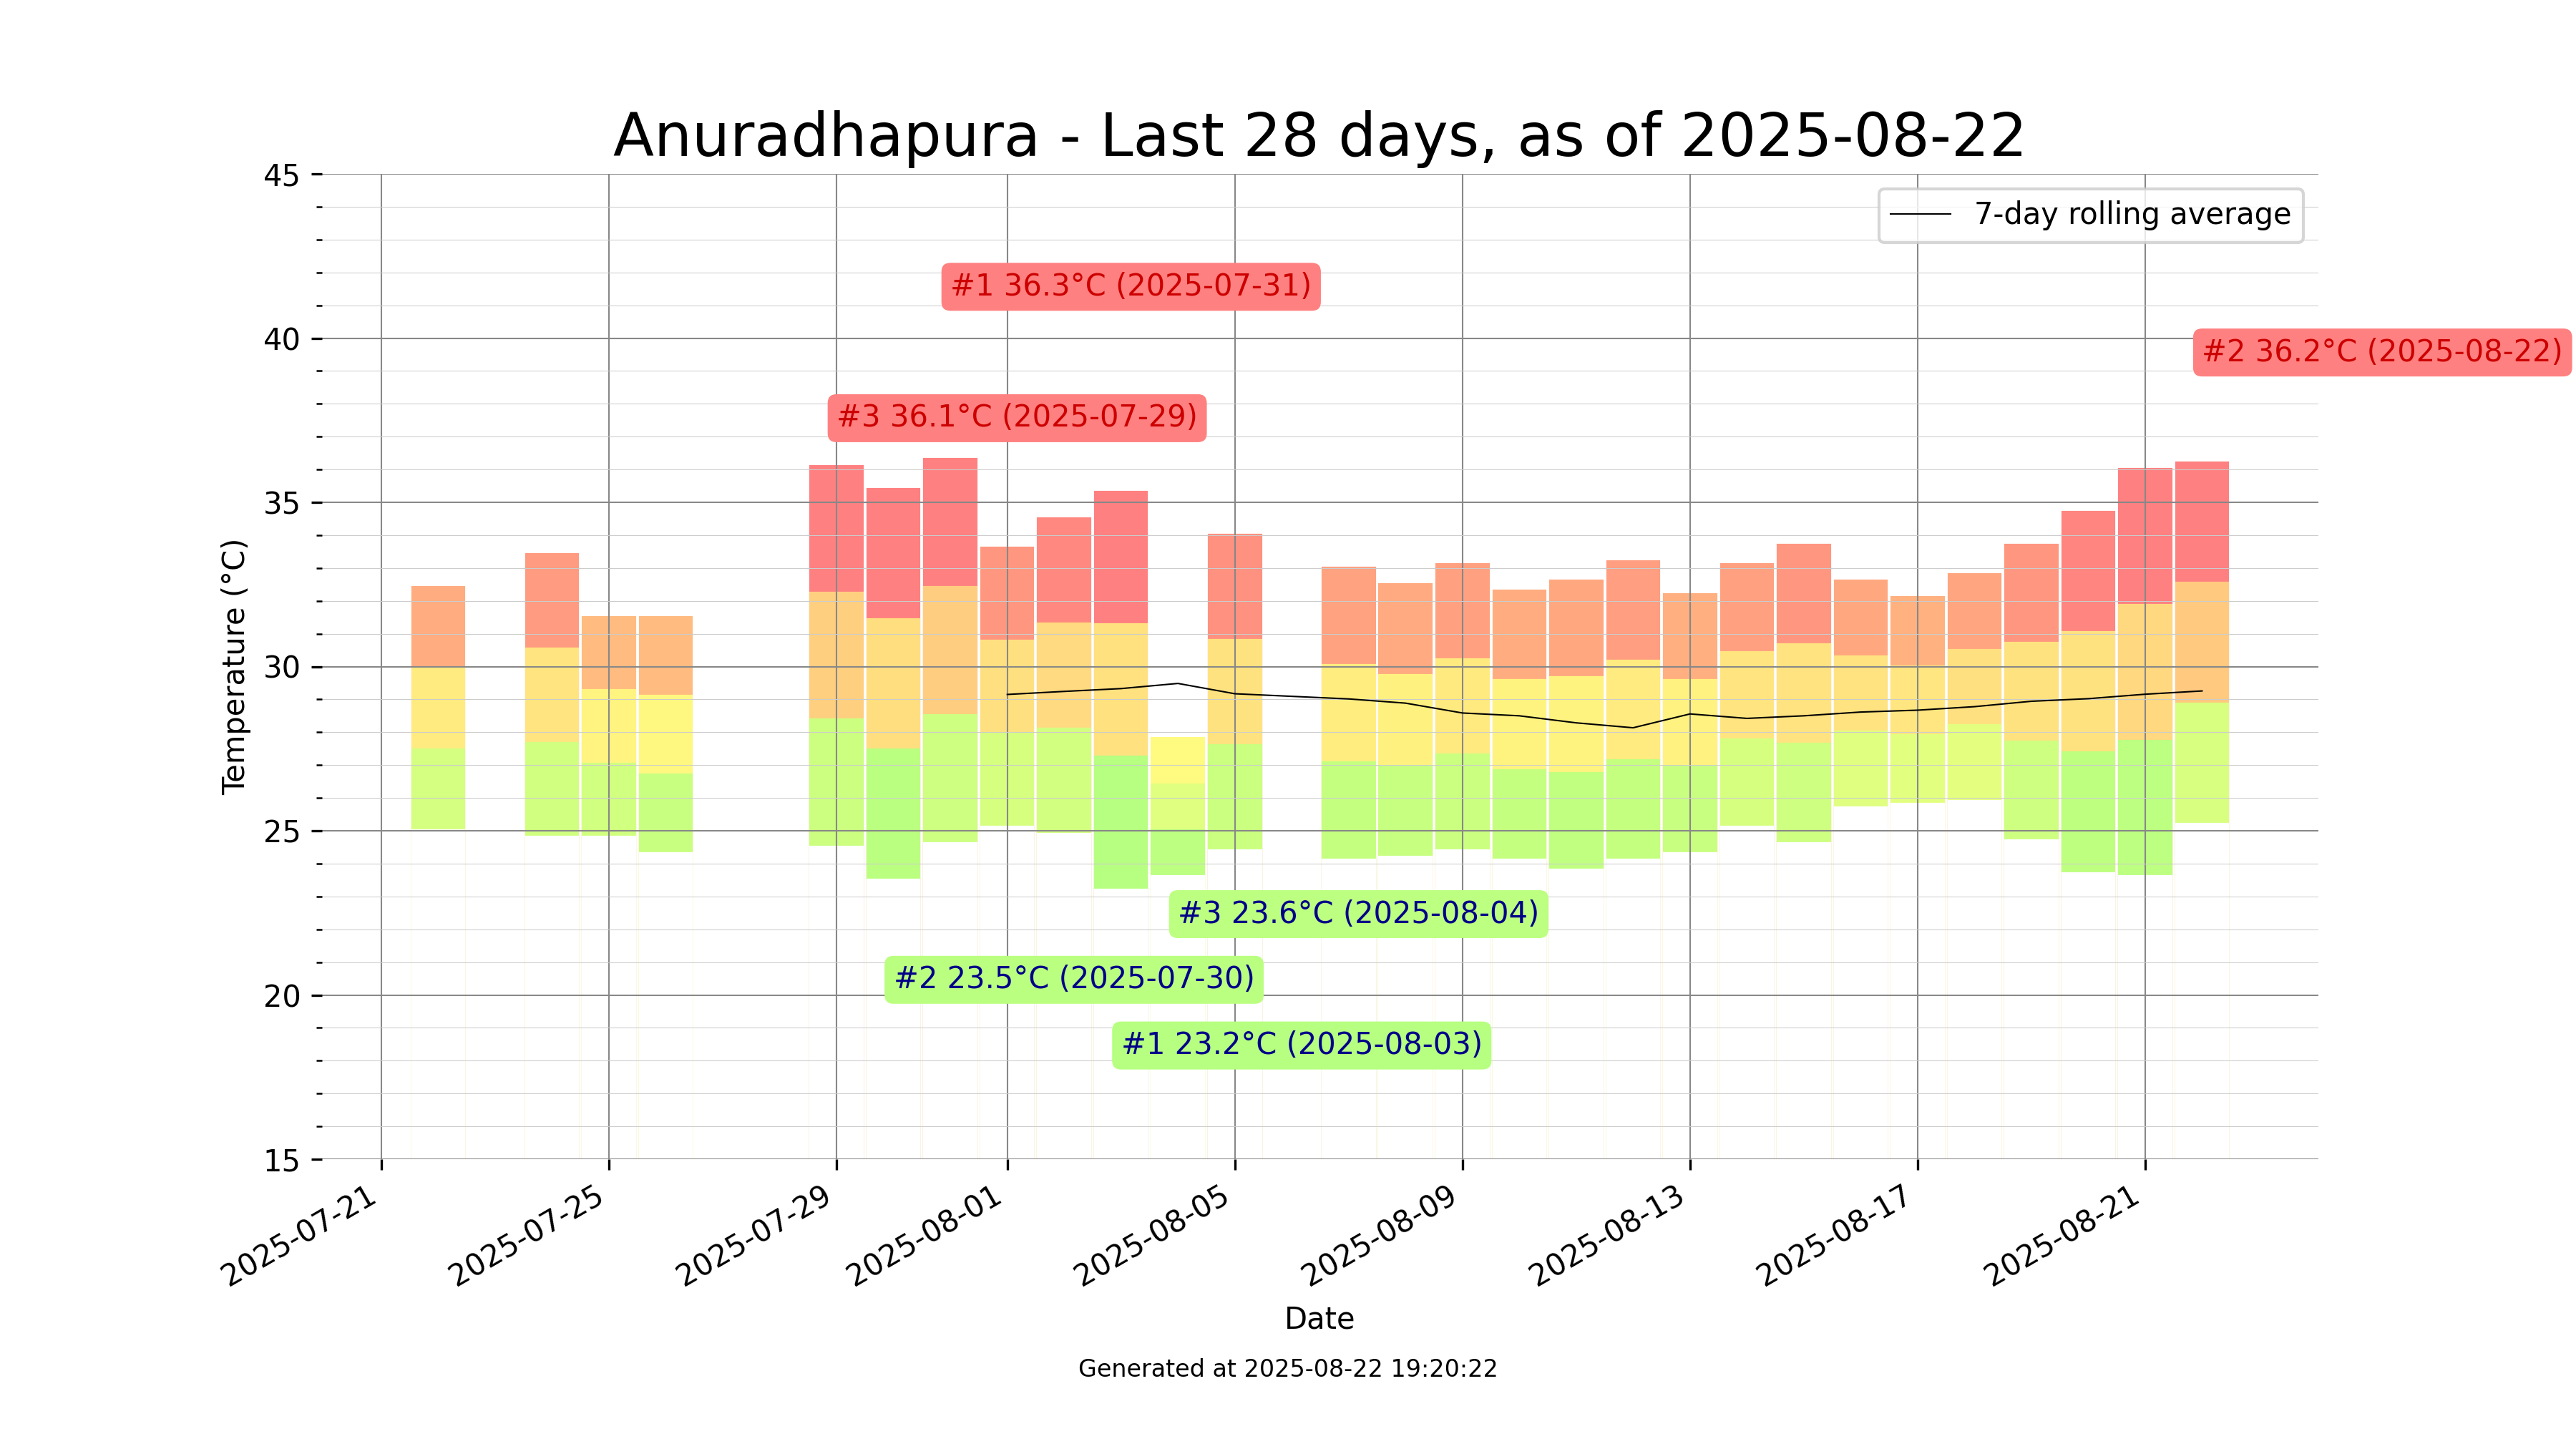 Anuradhapura - Last 28 days, as of 2025-08-22
45
7-day rolling average
#1 36.3°C (2025-07-31)
40
#2 36.2°C (2025-08-22)
#3 36.1°C (2025-07-29)
35
30
Temperature (°C)
25
#3 23.6°C (2025-08-04)
#2 23.5°C (2025-07-30)
20
#1 23.2°C (2025-08-03)
15
2025-07-21
2025-07-25
2025-07-29
2025-08-01
2025-08-05
2025-08-09
2025-08-13
2025-08-17
2025-08-21
Date
Generated at 2025-08-22 19:20:22